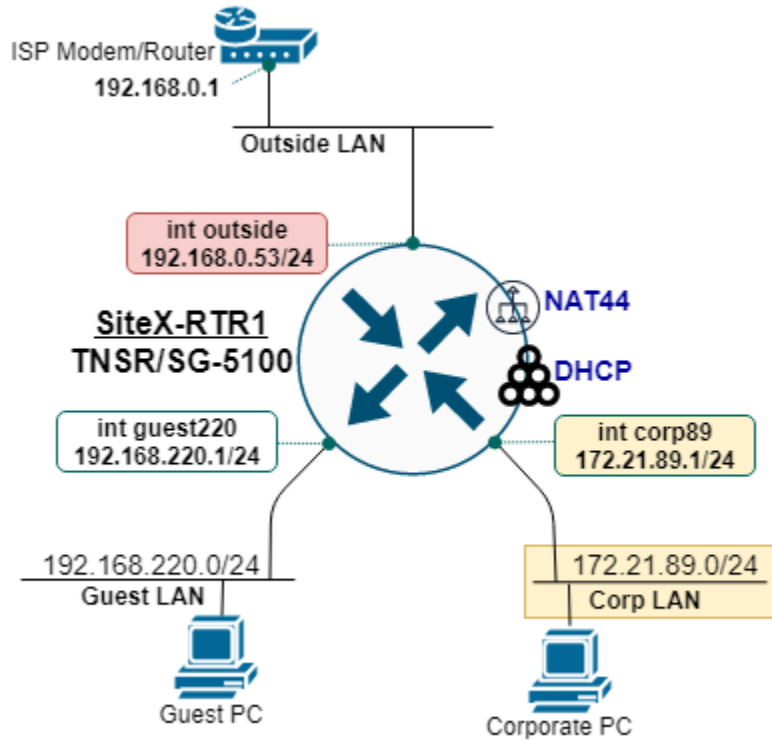 ISP Modem/Router
192.168.0.1
Outside LAN
int outside
192.168.0.53/24
NAT44
SiteX-RTR1
TNSR/SG-5100
DHCP
int guest220
192.168.220.1/24
int corp89
172.21.89.1/24
192.168.220.0/24
Guest LAN
172.21.89.0/24
Corp LAN
Guest PC
Corporate PC